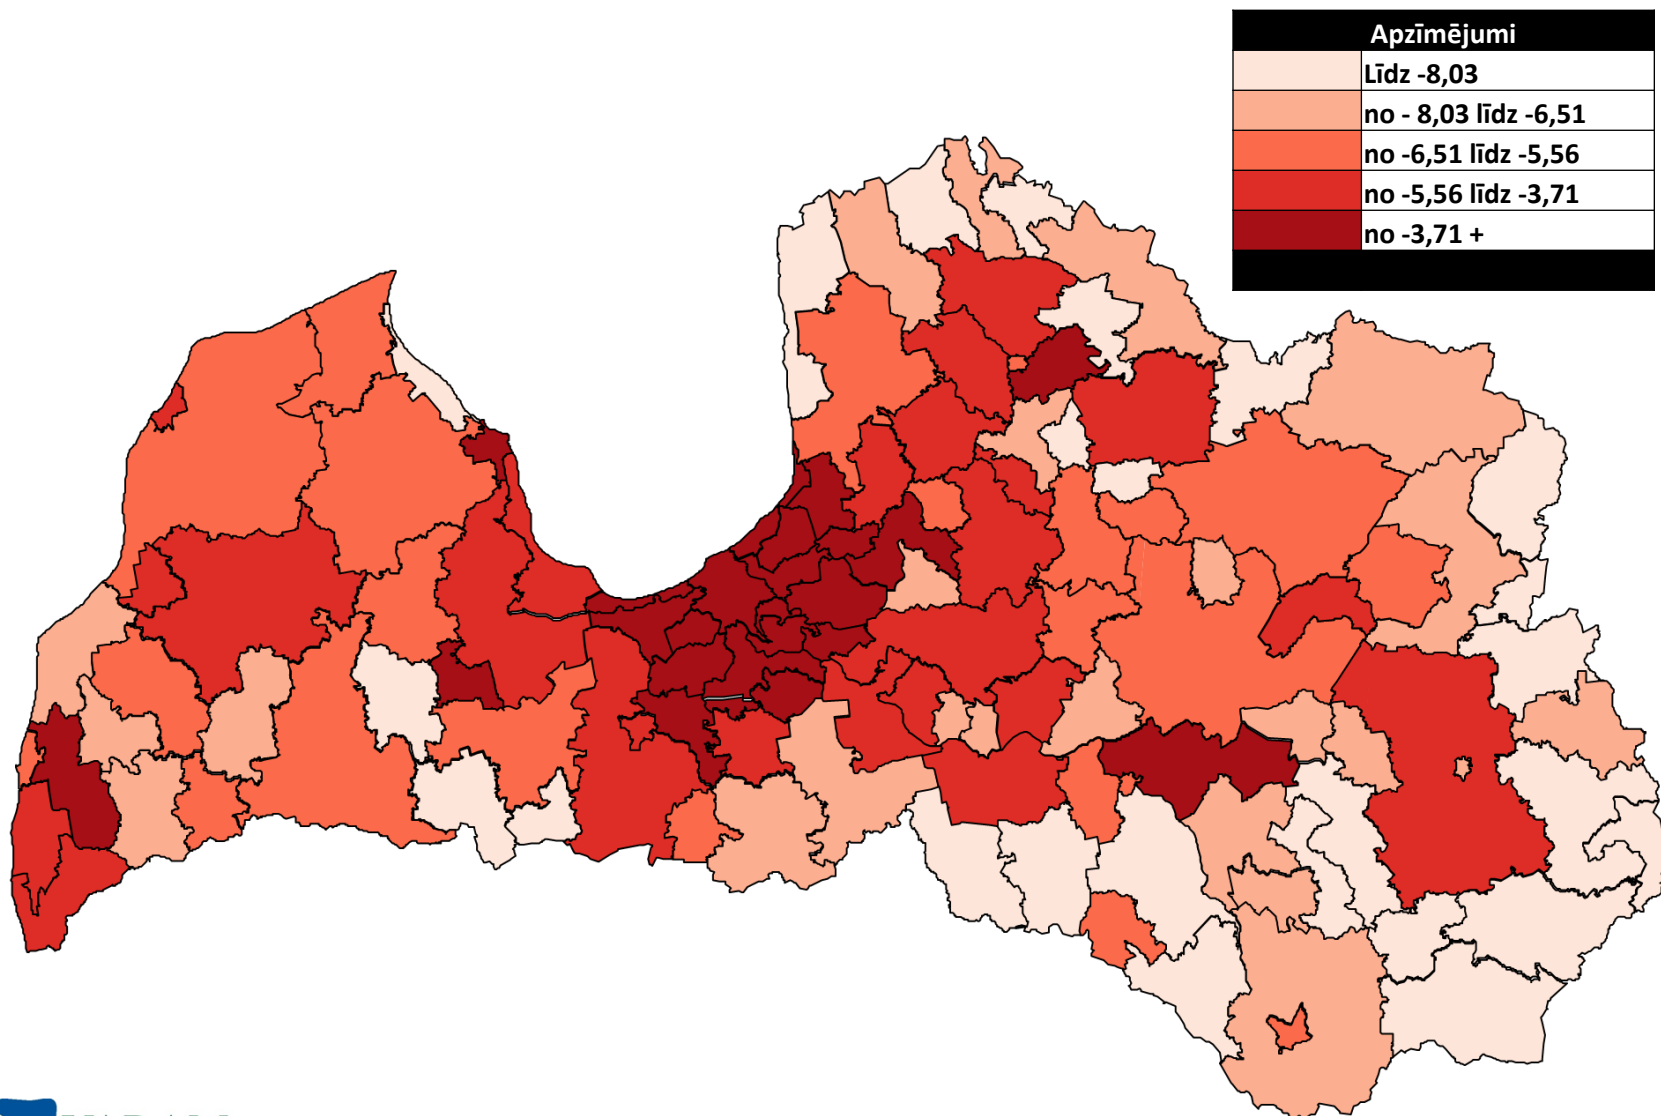 Apzīmējumi
Līdz -8,03
no - 8,03 līdz -6,51
no -6,51 līdz -5,56
no -5,56 līdz -3,71
no -3,71 +